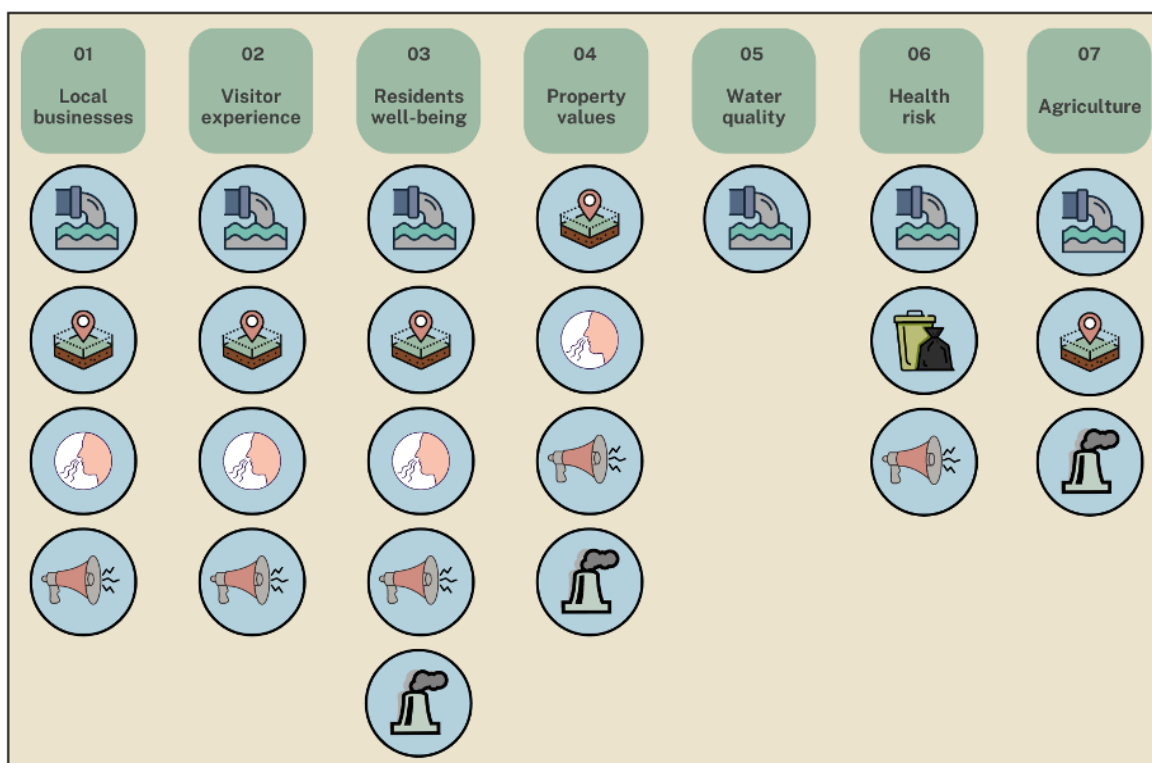 01
Local
businesses
02
Visitor
experience
03
Residents
well-being
04
Property
values
05
Water
quality
06
Health
risk
07
Agriculture